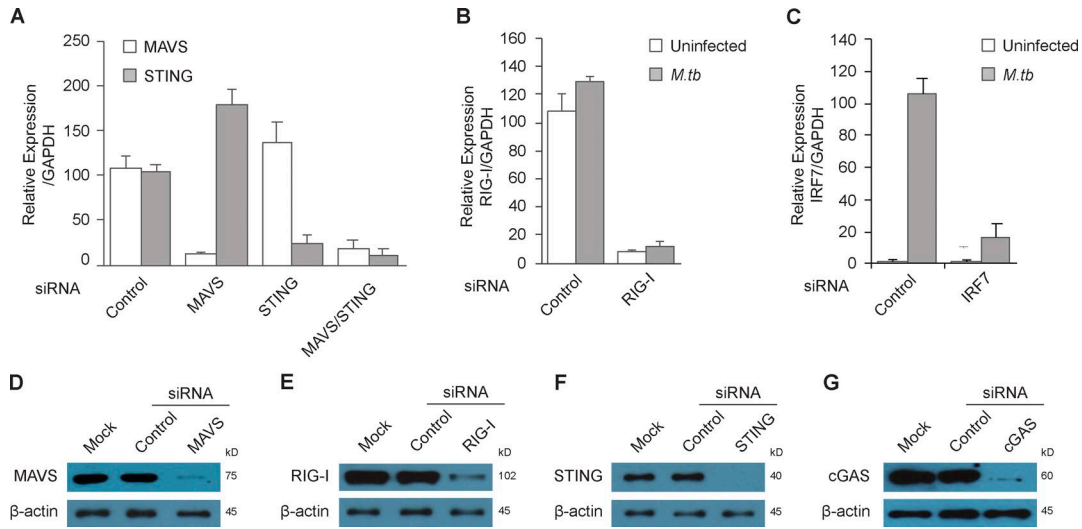 A
Relative Expression
/GAPDH
250
200
150
100
50
0
MAVS
STING
siRNA
Control
MAVS
STING
MAVS/STING
B
Relative Expression
RIG-I/GAPDH
160
140
120
100
80
60
40
20
0
Uninfected
M.tb
siRNA
Control
RIG-I
C
Relative Expression
IRF7/GAPDH
120
100
80
60
40
20
0
Uninfected
M.tb
siRNA
Control
IRF7
D
siRNA
Mock
Control
MAVS
kD
MAVS
75
β-actin
45
E
siRNA
Mock
Control
RIG-I
kD
RIG-I
102
β-actin
45
F
siRNA
Mock
Control
STING
kD
STING
40
β-actin
45
G
siRNA
Mock
Control
cGAS
kD
cGAS
60
β-actin
45